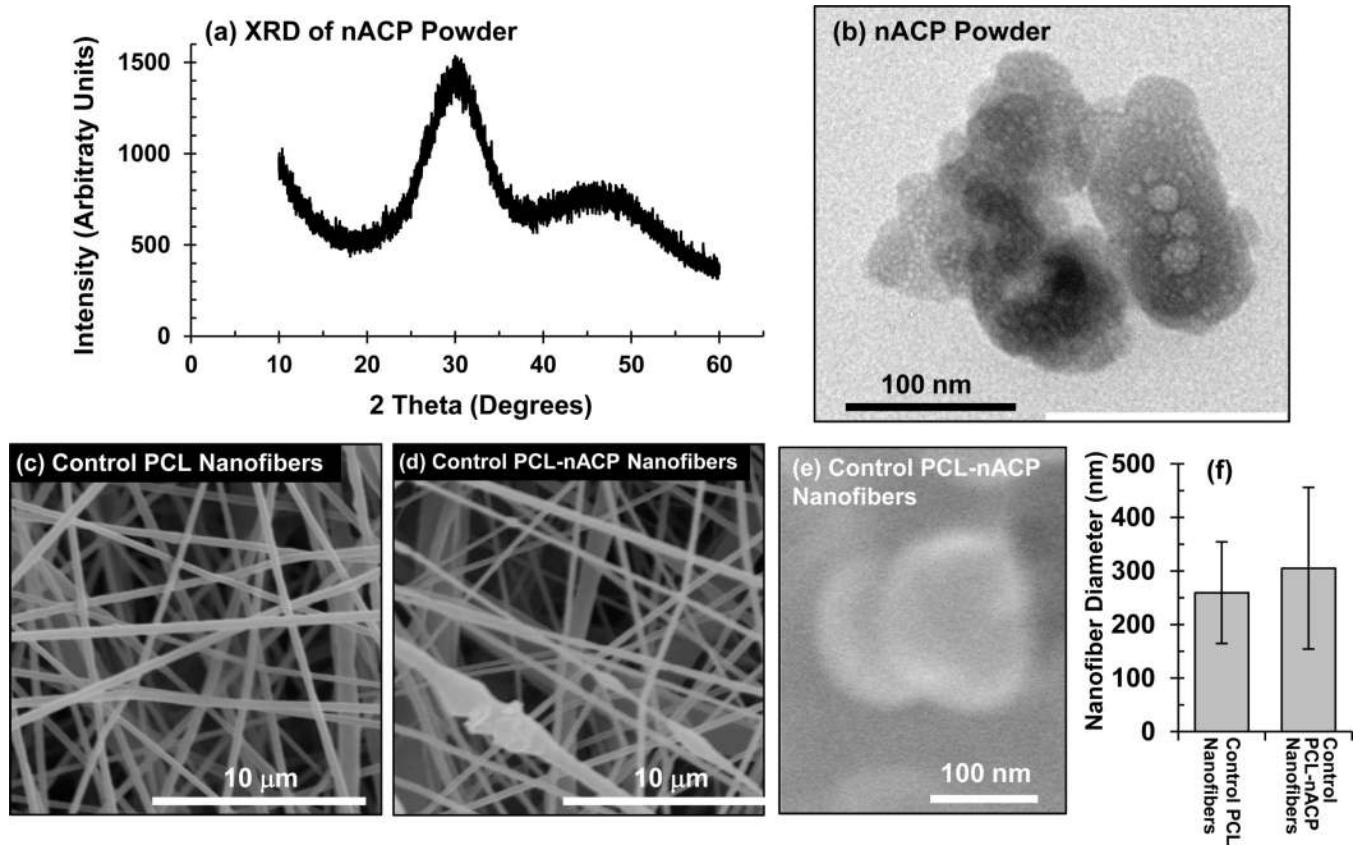 (a) XRD of nACP Powder
Intensity (Arbitraty Units)
1500
1000
500
0
0
10
20
30
40
50
60
2 Theta (Degrees)
(b) nACP Powder
100 nm
(c) Control PCL Nanofibers
10 μm
(d) Control PCL-nACP Nanofibers
10 μm
(e) Control PCL-nACP
Nanofibers
100 nm
(f)
Nanofiber Diameter (nm)
500
400
300
200
100
0
Control PCL
Nanofibers
Control
PCL-nACP
Nanofibers